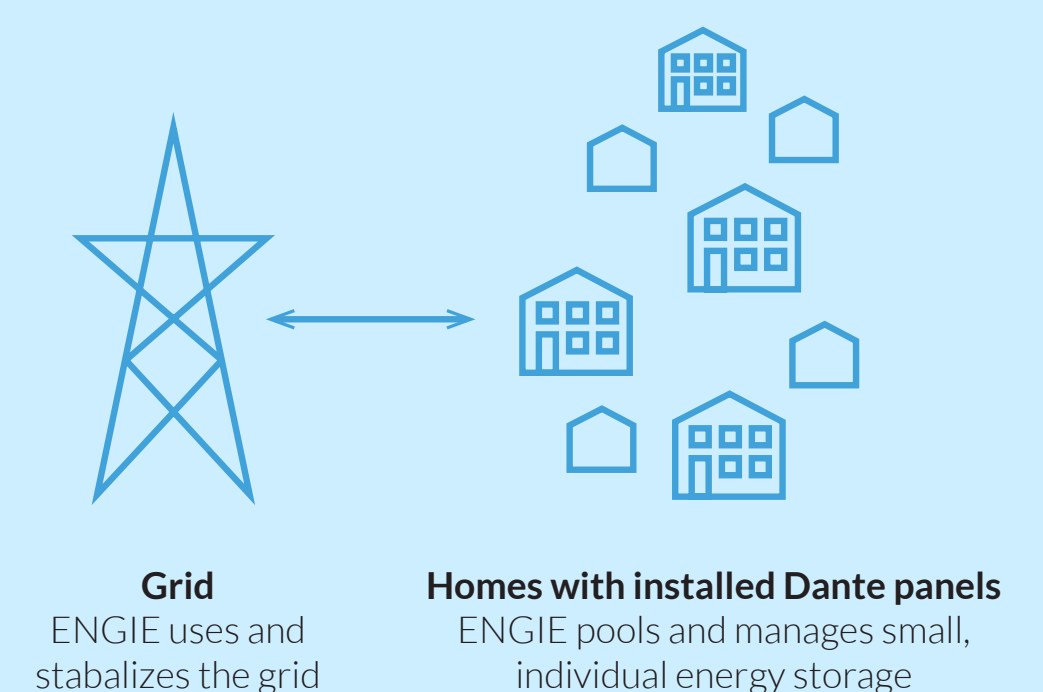 Grid
ENGIE uses and
stabalizes the grid
Homes with installed Dante panels
ENGIE pools and manages small,
individual energy storage